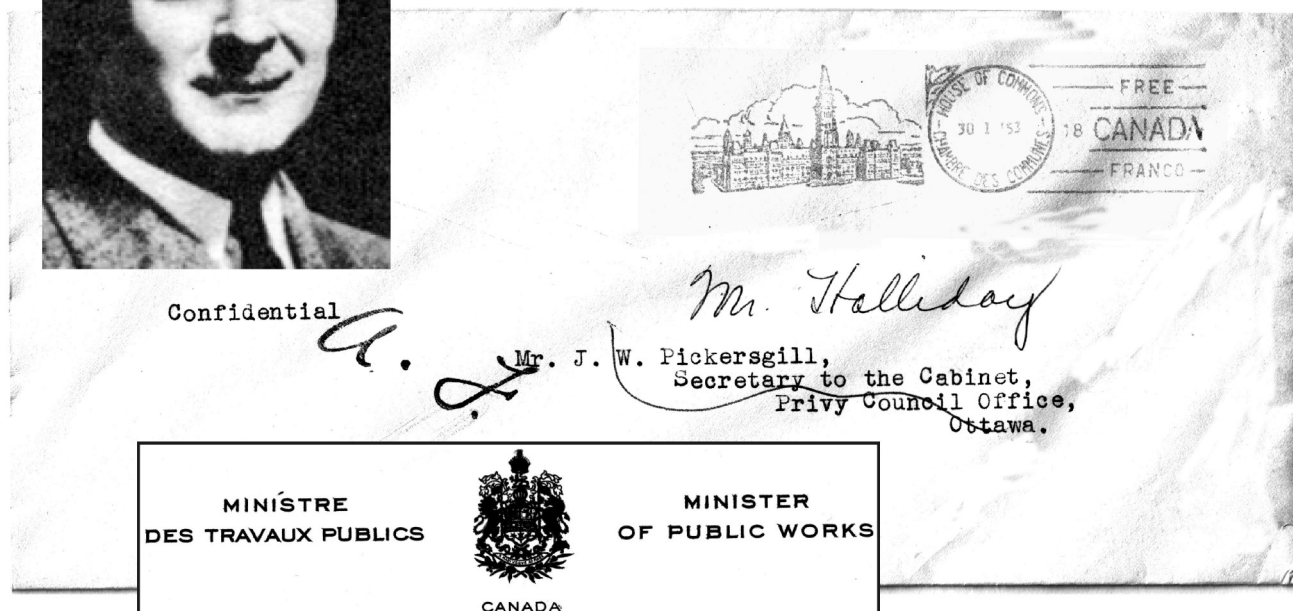 HOUSE OF COMMONS
30 I '53
CHAMBRE DES COMMUNES
FREE
18 CANADA
FRANCO
Mr. Halliday
Confidential
a.
Mr. J. W. Pickersgill,
Secretary to the Cabinet,
Privy Council Office,
Ottawa.
MINISTRE
DES TRAVAUX PUBLICS
MINISTER
OF PUBLIC WORKS
CANADA